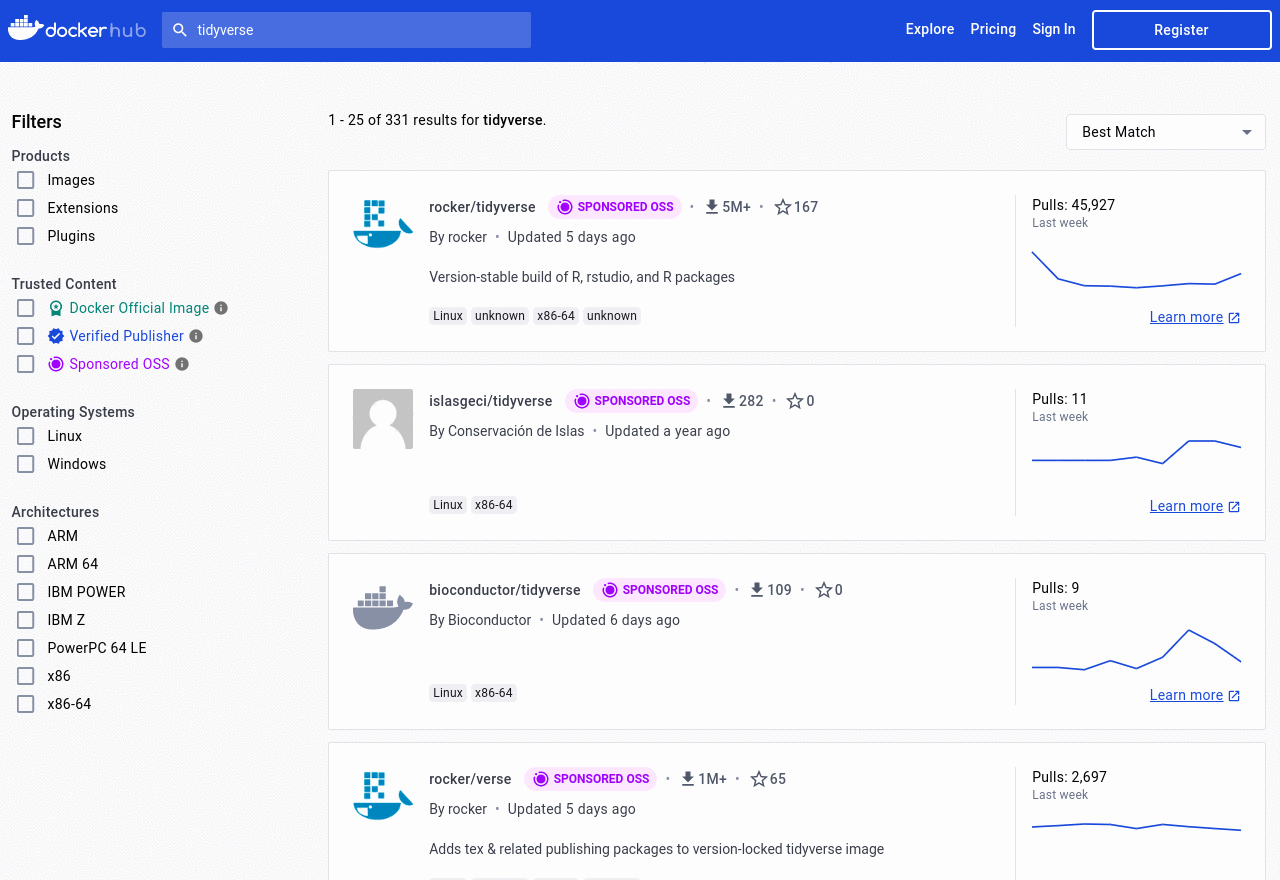 docker hub
tidyverse
Explore
Pricing
Sign In
Register
Filters
Products
Images
Extensions
Plugins
Trusted Content
Docker Official Image
Verified Publisher
Sponsored OSS
Operating Systems
Linux
Windows
Architectures
ARM
ARM 64
IBM POWER
IBM Z
PowerPC 64 LE
x86
x86-64
1 - 25 of 331 results for tidyverse.
Best Match
rocker/tidyverse SPONSORED OSS • 5M+ • 167
By rocker • Updated 5 days ago
Version-stable build of R, rstudio, and R packages
Linux unknown x86-64 unknown
Pulls: 45,927
Last week
Learn more
islasgeci/tidyverse SPONSORED OSS • 282 • 0
By Conservación de Islas • Updated a year ago
Linux x86-64
Pulls: 11
Last week
Learn more
bioconductor/tidyverse SPONSORED OSS • 109 • 0
By Bioconductor • Updated 6 days ago
Linux x86-64
Pulls: 9
Last week
Learn more
rocker/verse SPONSORED OSS • 1M+ • 65
By rocker • Updated 5 days ago
Adds tex & related publishing packages to version-locked tidyverse image
Pulls: 2,697
Last week